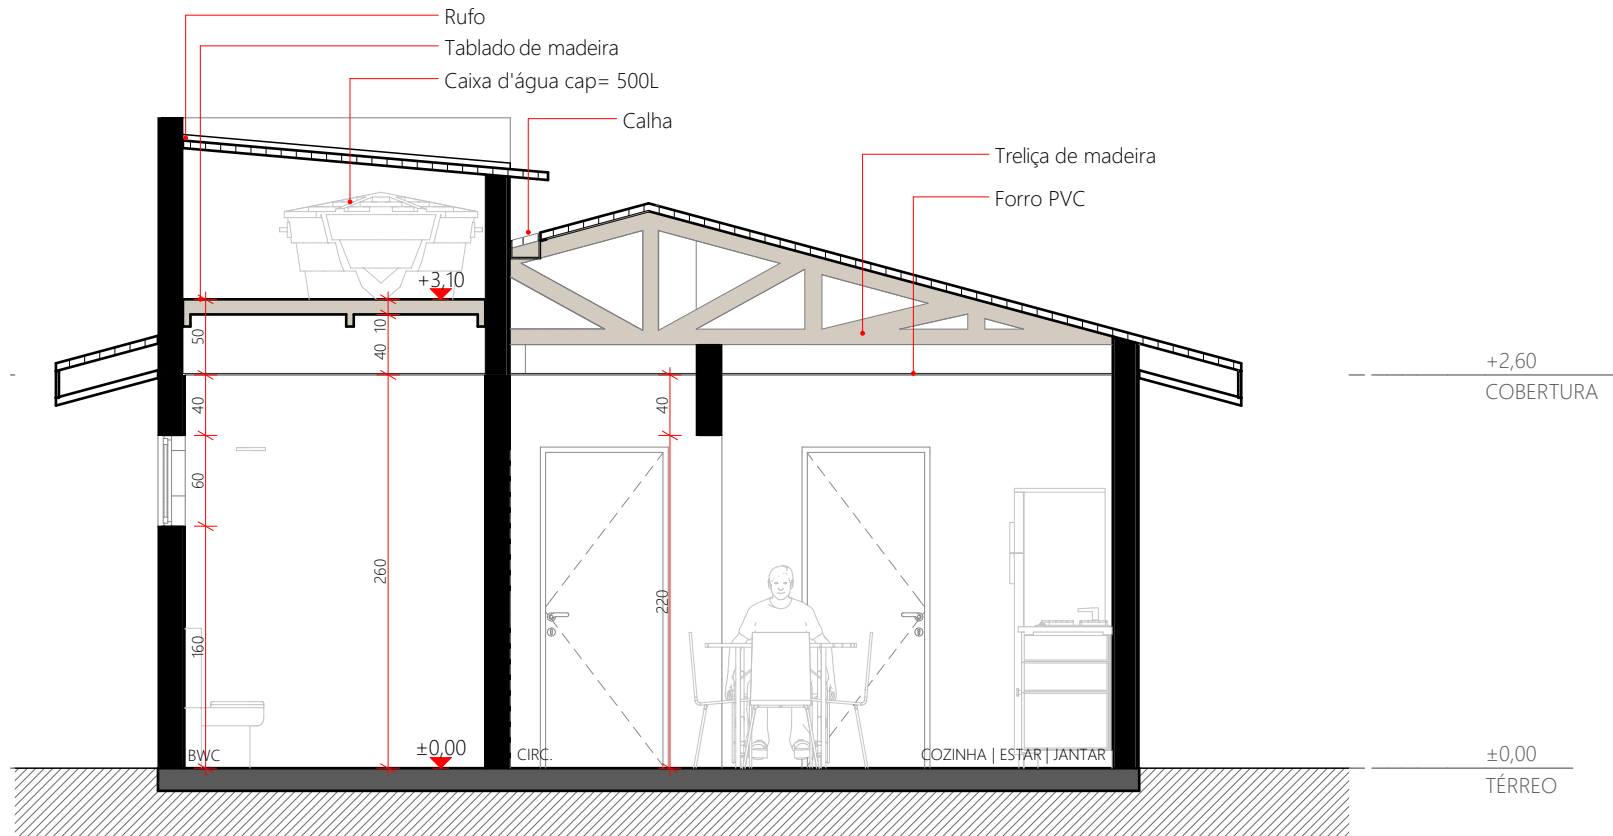 Rufo
Tablado de madeira
Caixa d'água cap= 500L
Calha
Treliça de madeira
Forro PVC
+3,10
50
10
40
+2,60
COBERTURA
40
40
60
260
220
160
BWC
±0,00
CIRC.
COZINHA | ESTAR | JANTAR
±0,00
TÉRREO